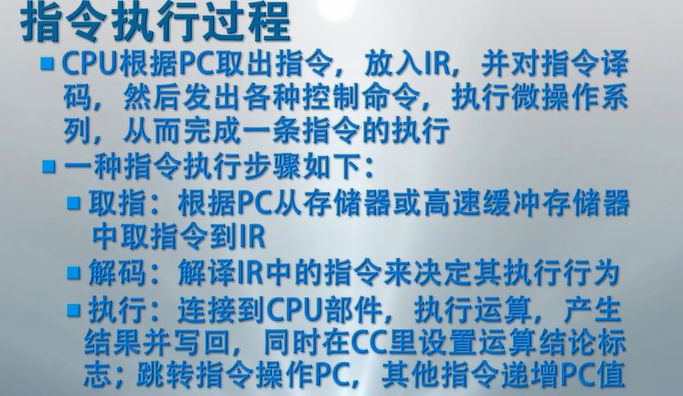 指令执行过程
CPU根据PC取出指令，放入IR，并对指令译
码，然后发出各种控制命令，执行微操作系
列，从而完成一条指令的执行
一种指令执行步骤如下：
取指：根据PC从存储器或高速缓冲存储器
中取指令到IR
解码：解译IR中的指令来决定其执行行为
执行：连接到CPU部件，执行运算，产生
结果并写回，同时在CC里设置运算结论标
志；跳转指令操作PC，其他指令递增PC值